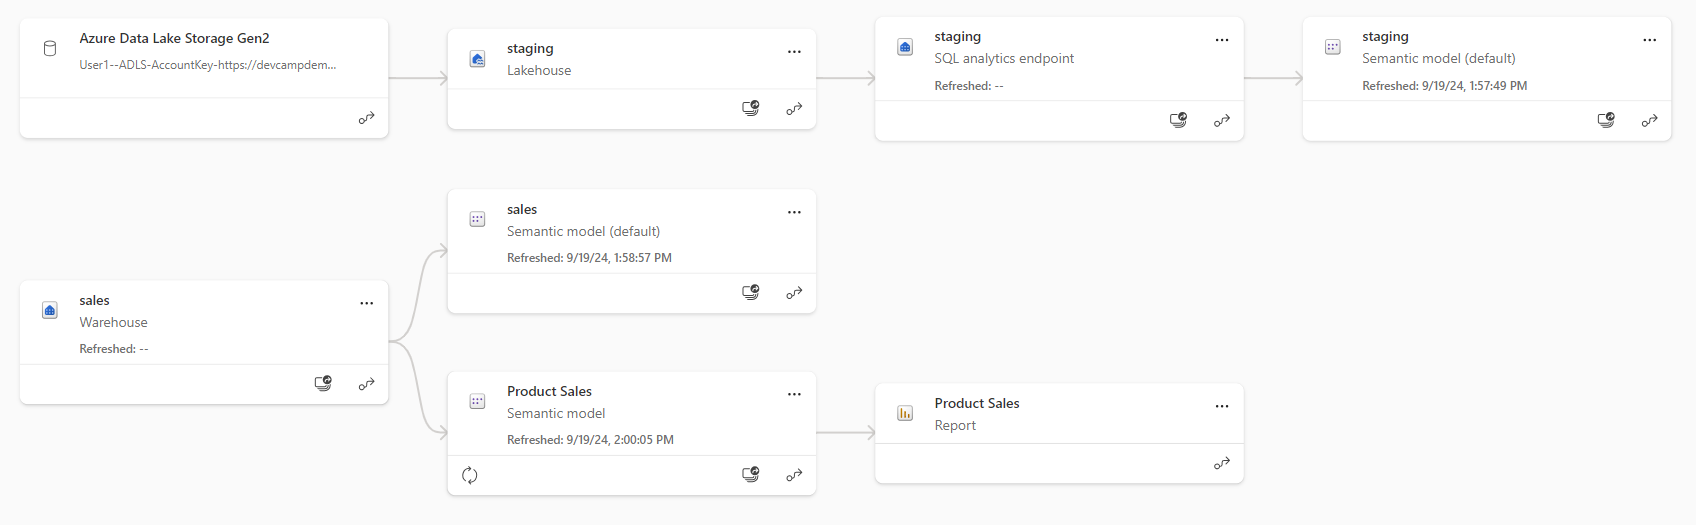 Azure Data Lake Storage Gen2
User1--ADLS-AccountKey-https://devcampdem...
staging
Lakehouse
staging
SQL analytics endpoint
Refreshed: --
staging
Semantic model (default)
Refreshed: 9/19/24, 1:57:49 PM
sales
Semantic model (default)
Refreshed: 9/19/24, 1:58:57 PM
sales
Warehouse
Refreshed: --
Product Sales
Semantic model
Refreshed: 9/19/24, 2:00:05 PM
Product Sales
Report